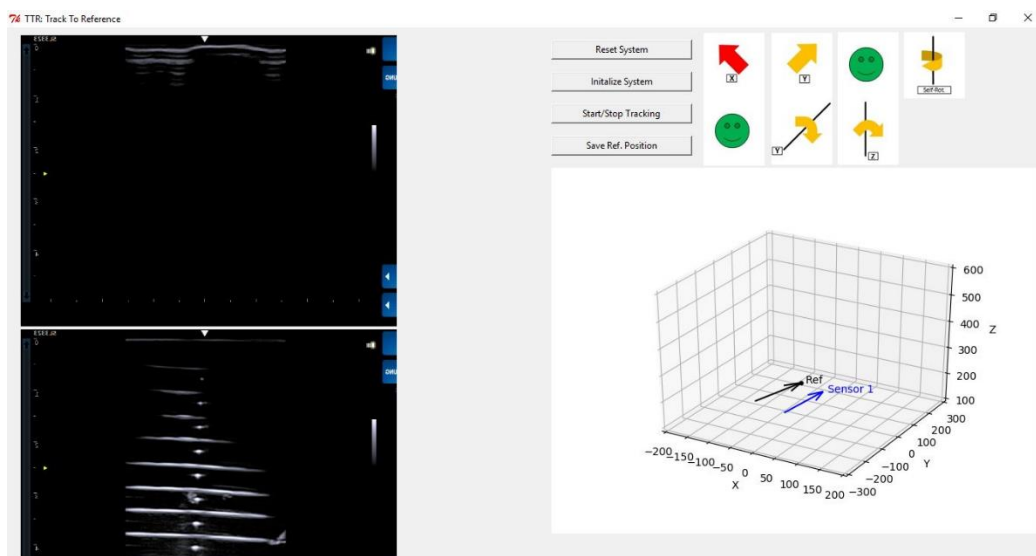 TTR: Track To Reference
Reset System
Initalize System
Start/Stop Tracking
Save Ref. Position
X
Y
Self-Rot.
Y
Z
Ref
Sensor 1
600
500
400
300
200
100
Z
300
200
100
0
-100
-200
-300
Y
-200
-150
-100
-50
0
50
100
150
200
X